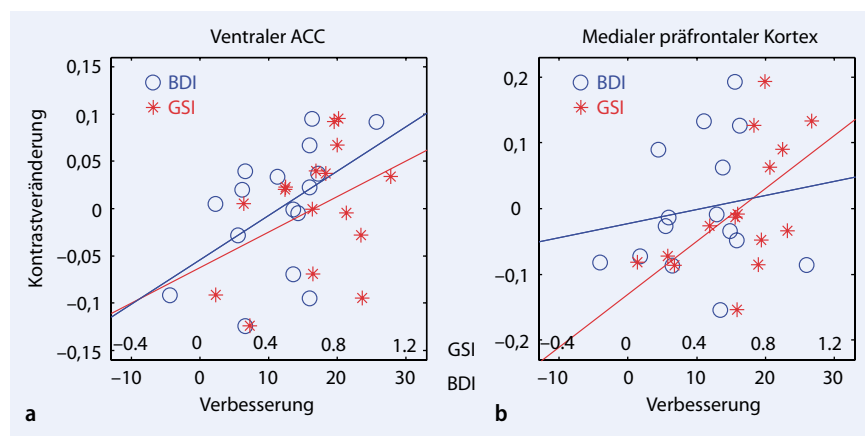 Ventraler ACC
Kontrastveränderung
0,15
0,1
0,05
0
–0,05
–0,1
–0,15
BDI
GSI
–0.4 0 0.4 0.8 1.2
–10 0 10 20 30
Verbesserung
a
GSI
BDI
Medialer präfrontaler Kortex
0,2
0,1
0
–0,1
–0,2
BDI
GSI
–0.4 0 0.4 0.8 1.2
–10 0 10 20 30
Verbesserung
b